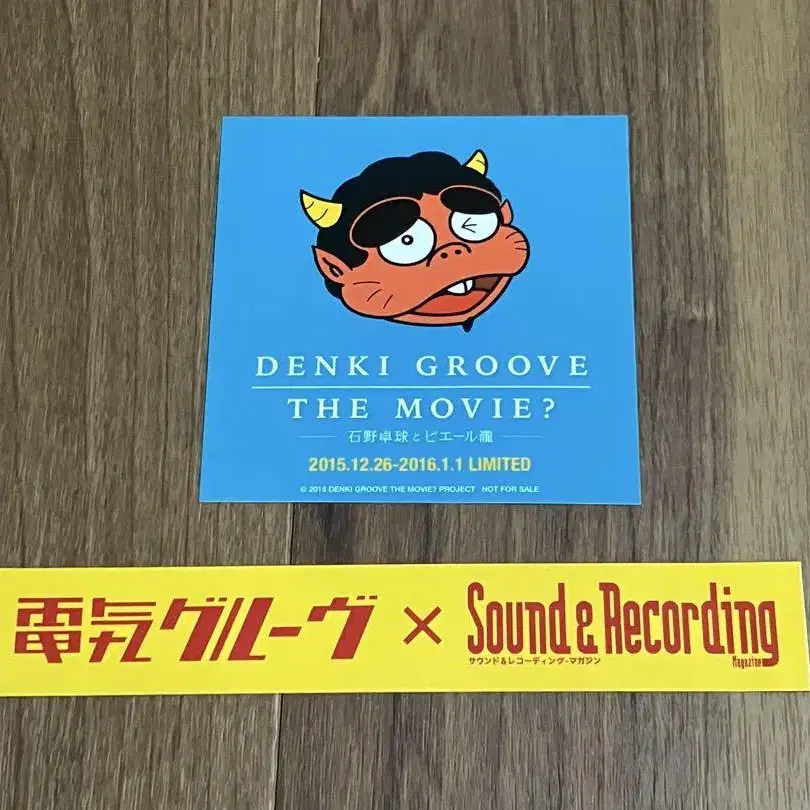 DENKI GROOVE
THE MOVIE?
石野卓球とピエール瀧
2015.12.26-2016.1.1 LIMITED
© 2015 DENKI GROOVE THE MOVIE? PROJECT NOT FOR SALE
電気グルーヴ × Sound & Recording
サウンド&レコーディング・マガジン
Magazine